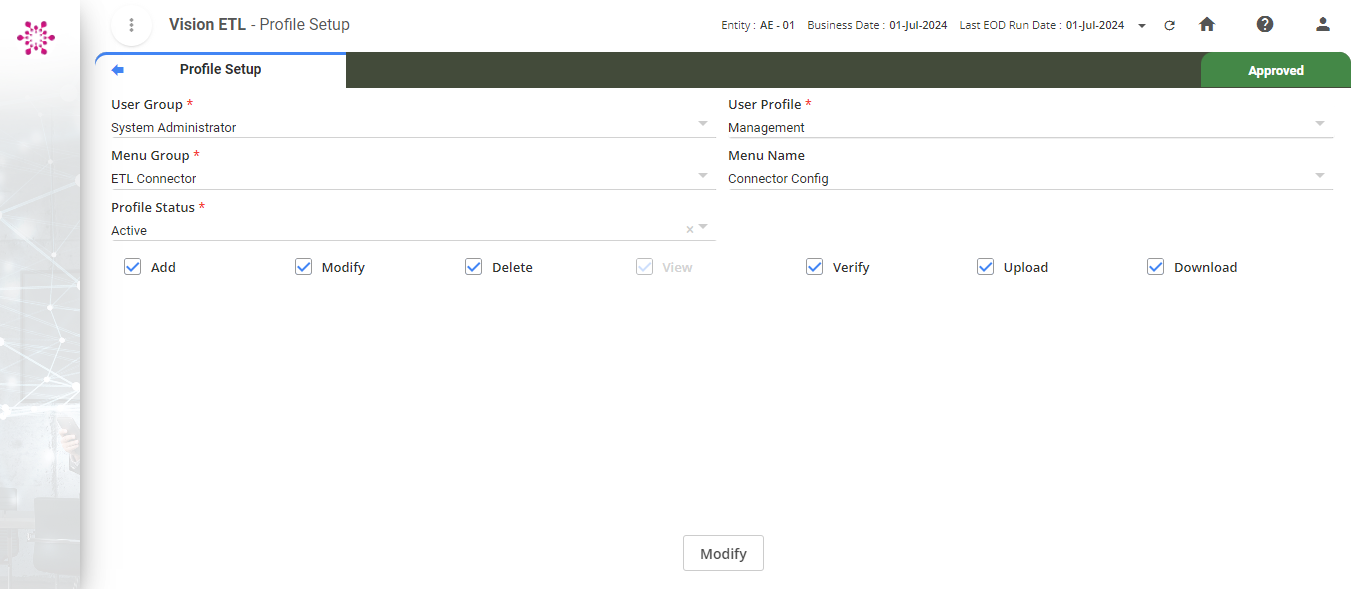 Vision ETL - Profile Setup
Entity : AE - 01 Business Date : 01-Jul-2024 Last EOD Run Date : 01-Jul-2024
Profile Setup
Approved
User Group *
User Profile *
System Administrator
Management
Menu Group *
Menu Name
ETL Connector
Connector Config
Profile Status *
Active
Add Modify Delete View Verify Upload Download
Modify